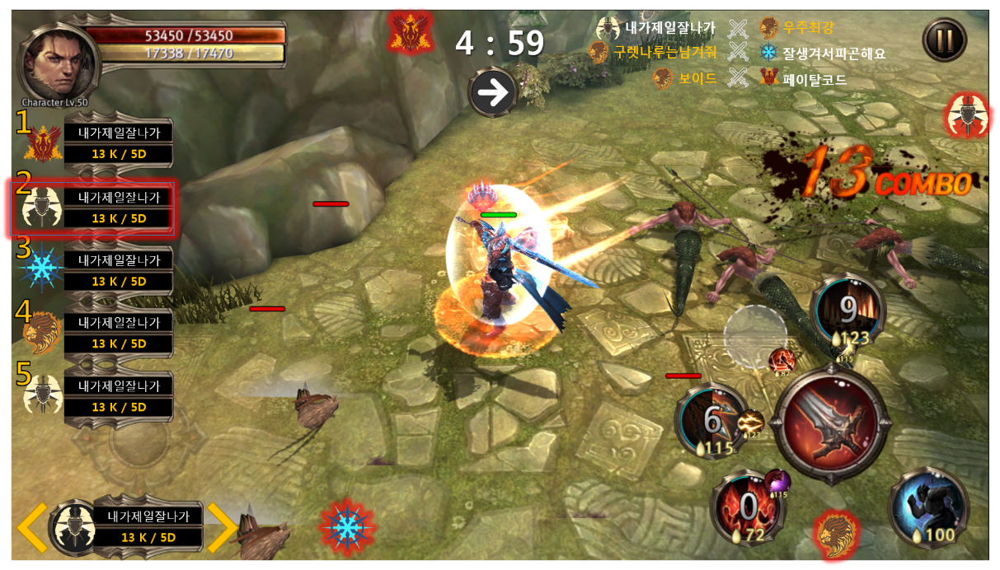 53450 /53450
17338 /17470
Character Lv.50
4 : 59
내가제일잘나가 우주최강
구렛나루는남겨줘 잘생겨서피곤해요
보이드 페이탈코드
1
내가제일잘나가
13 K / 5D
2
내가제일잘나가
13 K / 5D
3
내가제일잘나가
13 K / 5D
4
내가제일잘나가
13 K / 5D
5
내가제일잘나가
13 K / 5D
13 COMBO
9
123
115
82
6
115
123
0
72
115
100
내가제일잘나가
13 K / 5D